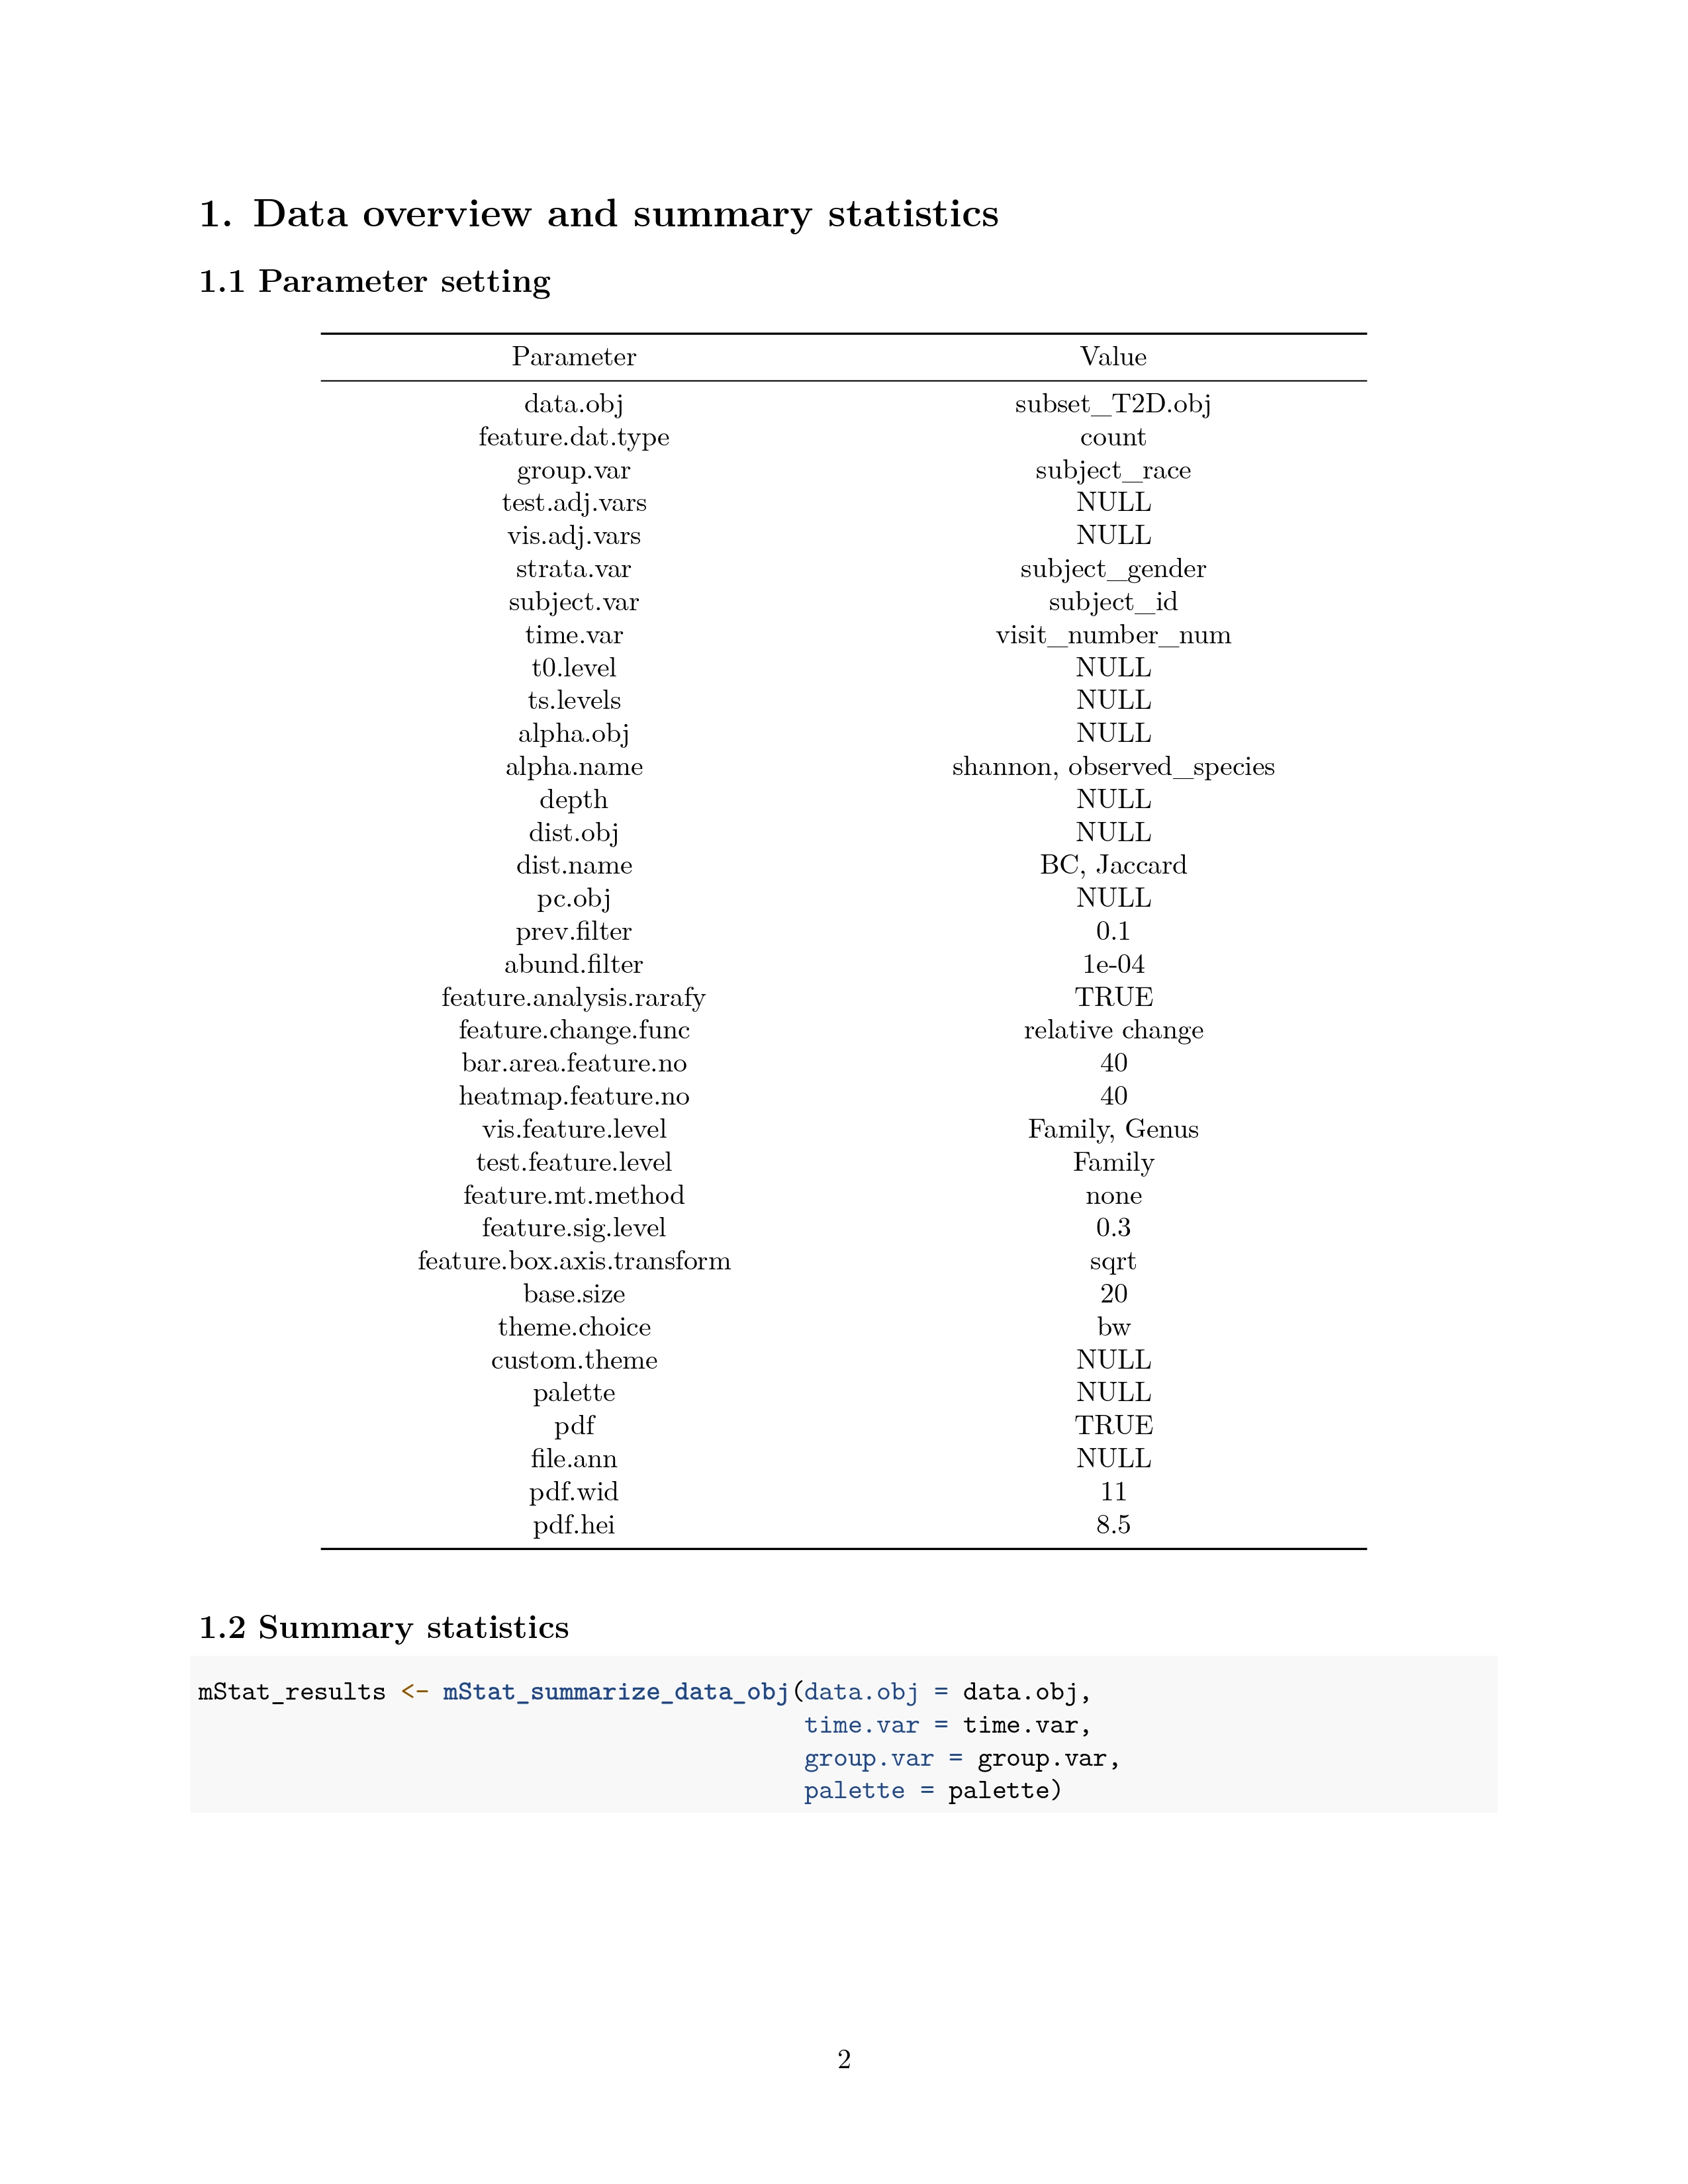 1. Data overview and summary statistics
1.1 Parameter setting
Parameter Value
data.obj subset_T2D.obj
feature.dat.type count
group.var subject_race
test.adj.vars NULL
vis.adj.vars NULL
strata.var subject_gender
subject.var subject_id
time.var visit_number_num
t0.level NULL
ts.levels NULL
alpha.obj NULL
alpha.name shannon, observed_species
depth NULL
dist.obj NULL
dist.name BC, Jaccard
pc.obj NULL
prev.filter 0.1
abund.filter 1e-04
feature.analysis.rarafy TRUE
feature.change.func relative change
bar.area.feature.no 40
heatmap.feature.no 40
vis.feature.level Family, Genus
test.feature.level Family
feature.mt.method none
feature.sig.level 0.3
feature.box.axis.transform sqrt
base.size 20
theme.choice bw
custom.theme NULL
palette NULL
pdf TRUE
file.ann NULL
pdf.wid 11
pdf.hei 8.5
1.2 Summary statistics
mStat_results <- mStat_summarize_data_obj(data.obj = data.obj,
time.var = time.var,
group.var = group.var,
palette = palette)
2